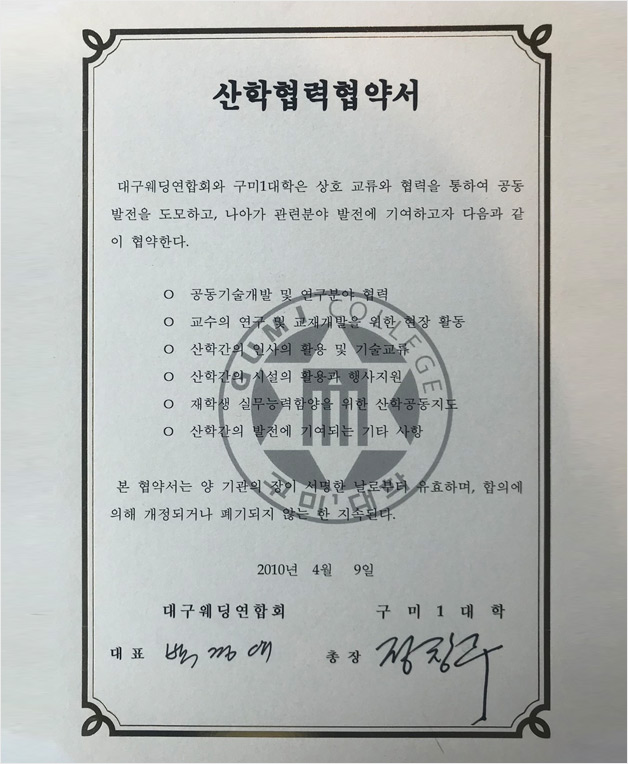 산학협력협약서
대구웨딩연합회와 구미1대학은 상호 교류와 협력을 통하여 공동
발전을 도모하고, 나아가 관련분야 발전에 기여하고자 다음과 같
이 협약한다.
O 공동기술개발 및 연구분야 협력
O 교수의 연구 및 교재개발을 위한 현장 활동
O 산학간의 인사의 활용 및 기술교류
O 산학간의 시설의 활용과 행사지원
O 재학생 실무능력함양을 위한 산학공동지도
O 산학간의 발전에 기여되는 기타 사항
GUMI COLLEGE
구미1대학
본 협약서는 양 기관의 장이 서명한 날로부터 유효하며, 합의에
의해 개정되거나 폐기되지 않는 한 지속된다.
2010년 4월 9일
대구웨딩연합회 구 미 1 대 학
대표 총장